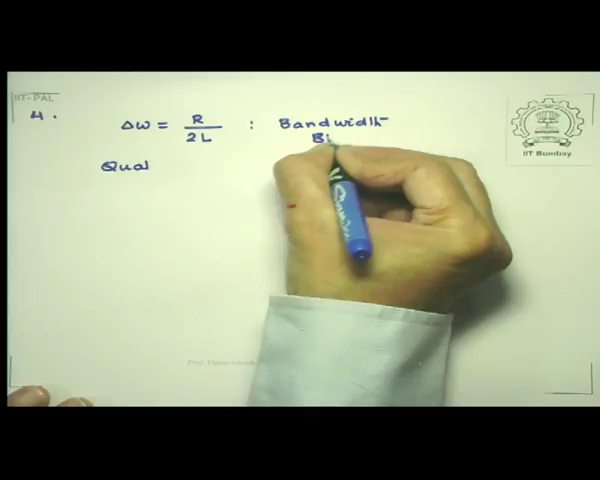 IIT-PAL
4.
Δω = R / 2L : Bandwidth
Qual
IIT Bombay